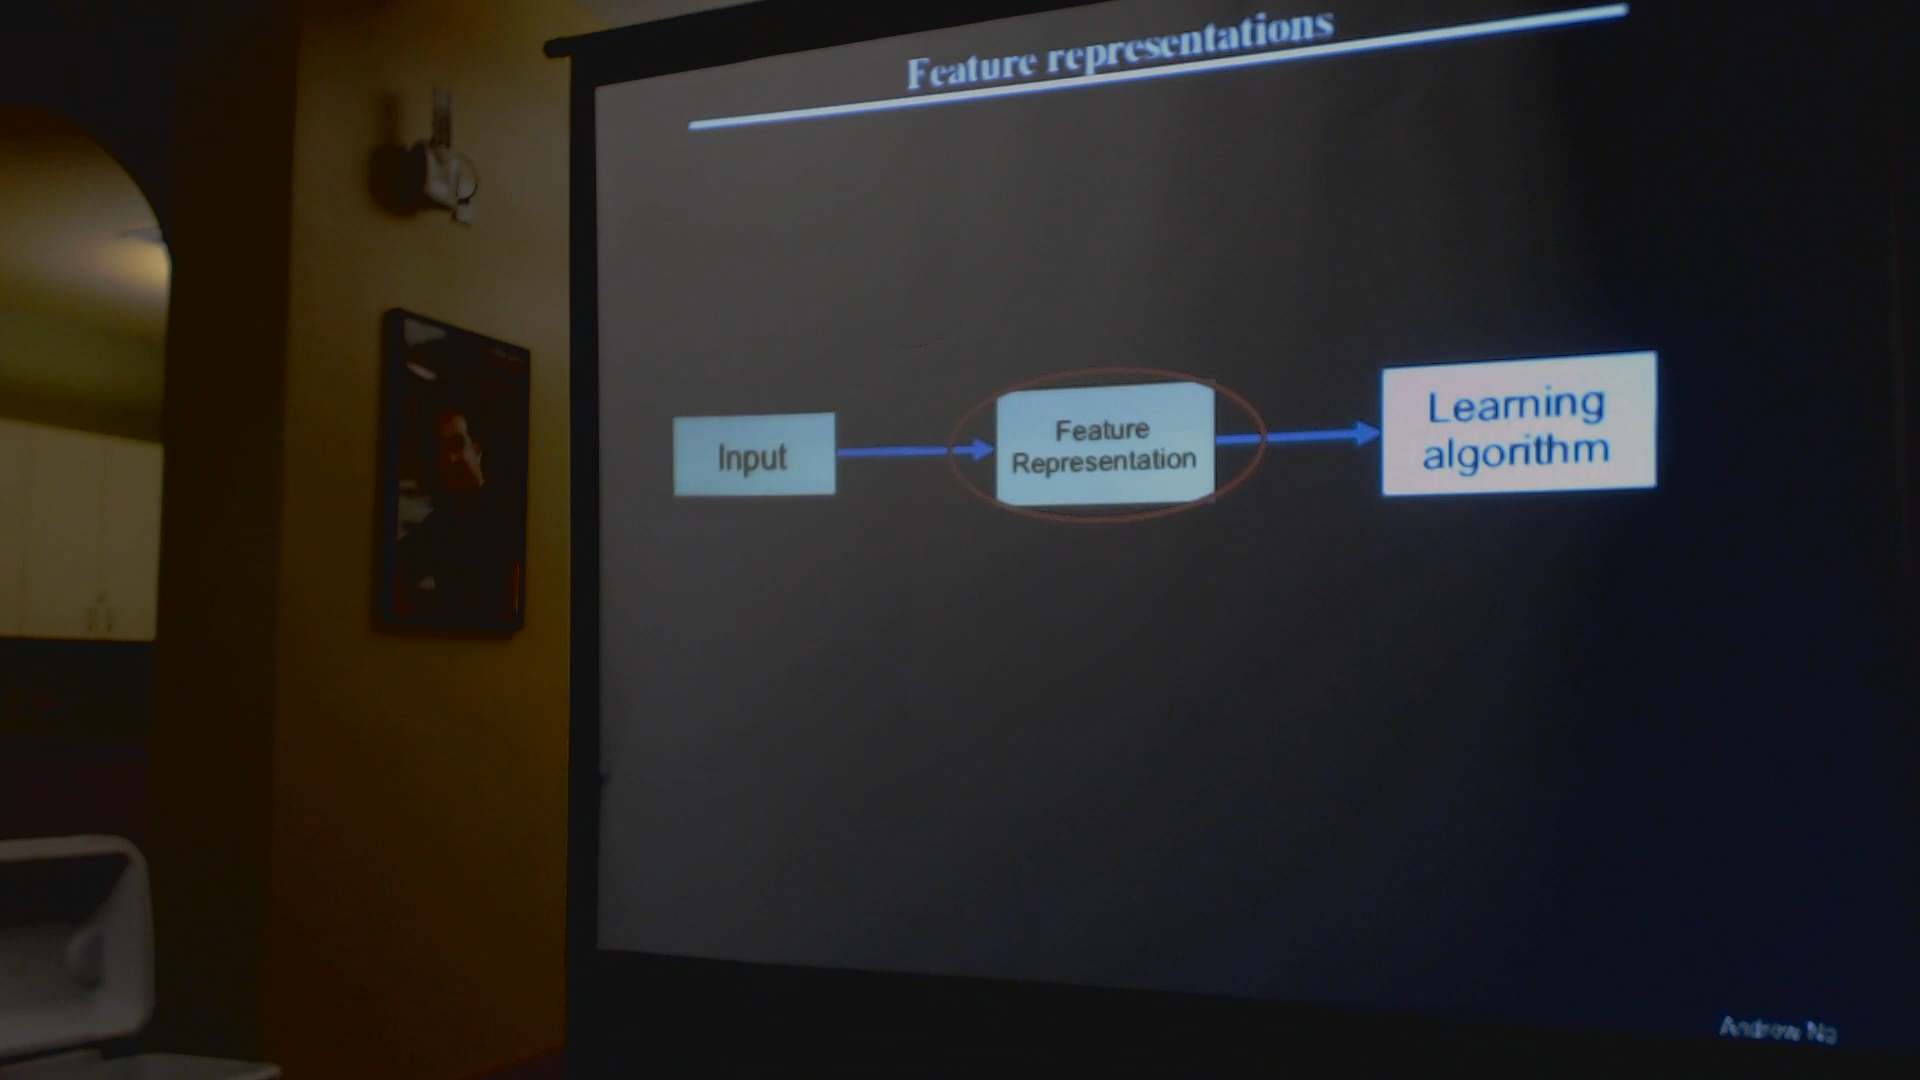 Feature representations
Input
Feature
Representation
Learning
algorithm
Andrew Ng